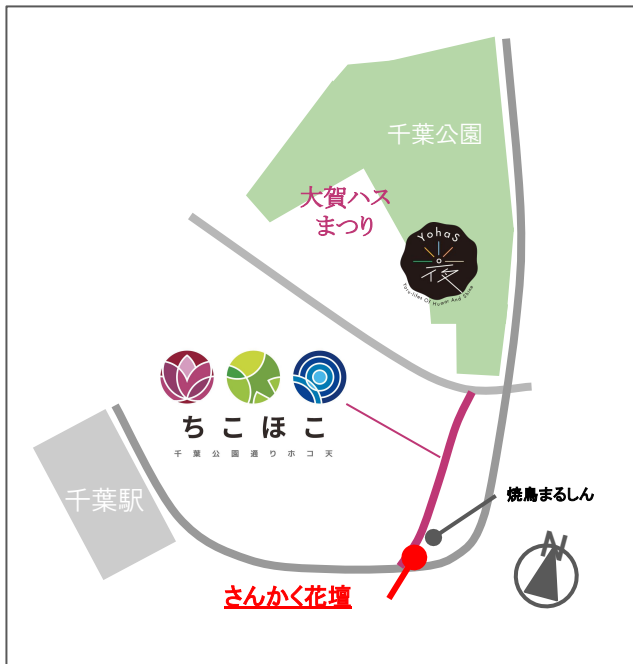 千葉公園
大賀ハス
まつり
YohaS
夜
ちこほこ
千葉公園通りホコ天
千葉駅
焼鳥まるしん
さんかく花壇
N